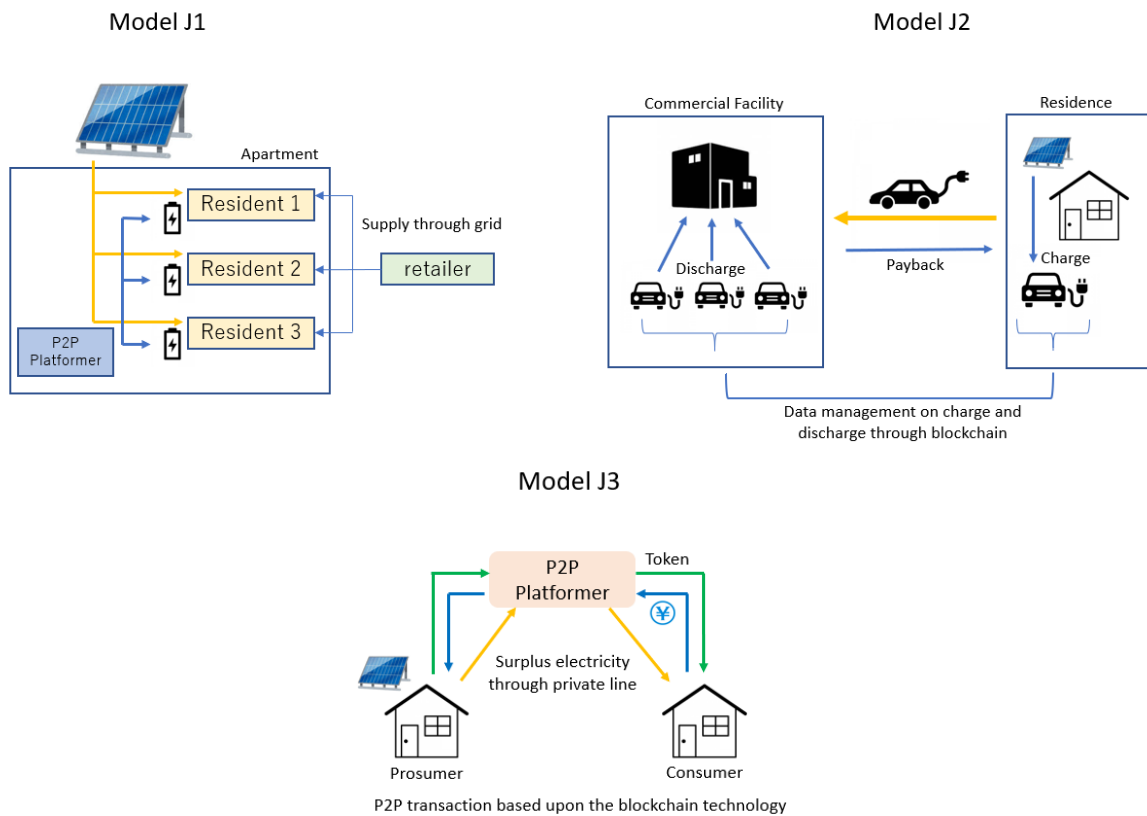 Model J1
Apartment
Resident 1
Resident 2
Resident 3
Supply through grid
retailer
P2P
Platformer
Model J2
Commercial Facility
Residence
Discharge
Payback
Charge
Data management on charge and
discharge through blockchain
Model J3
P2P
Platformer
Token
¥
Surplus electricity
through private line
Prosumer
Consumer
P2P transaction based upon the blockchain technology